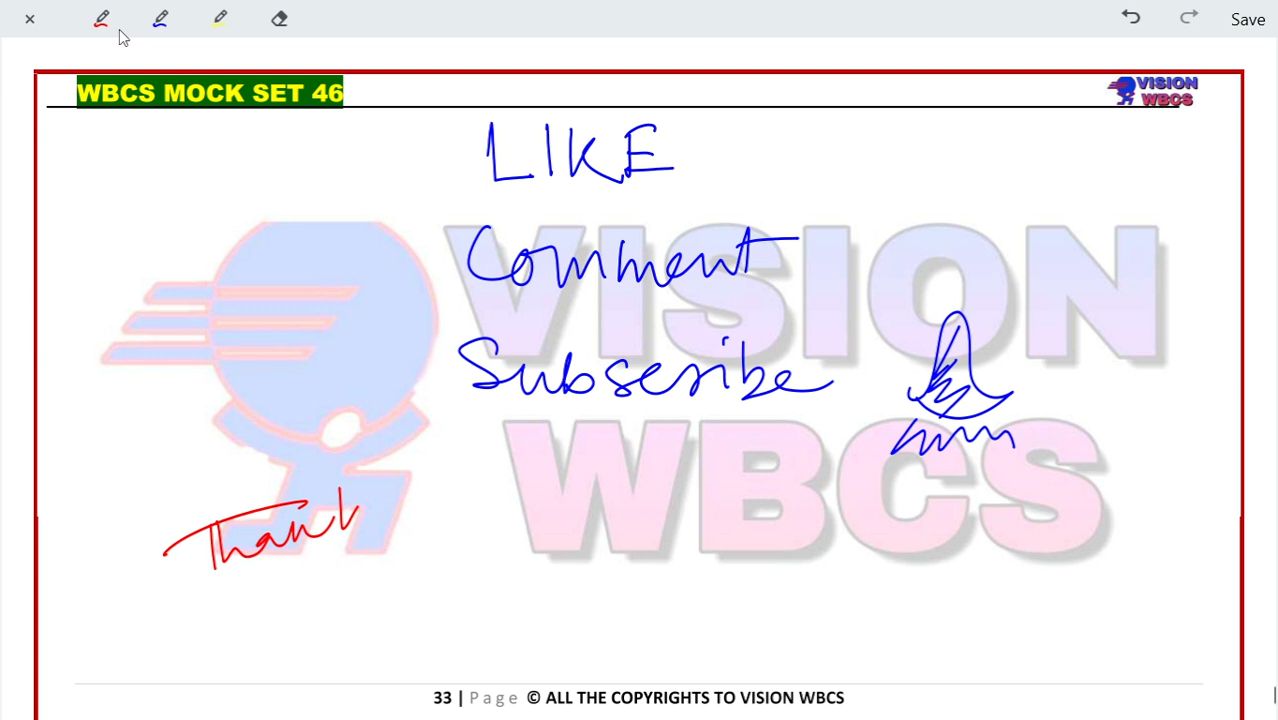 Save
WBCS MOCK SET 46
VISION
WBCS
LIKE
Comment
Subscribe
VISION
WBCS
Thank
33 | Page © ALL THE COPYRIGHTS TO VISION WBCS